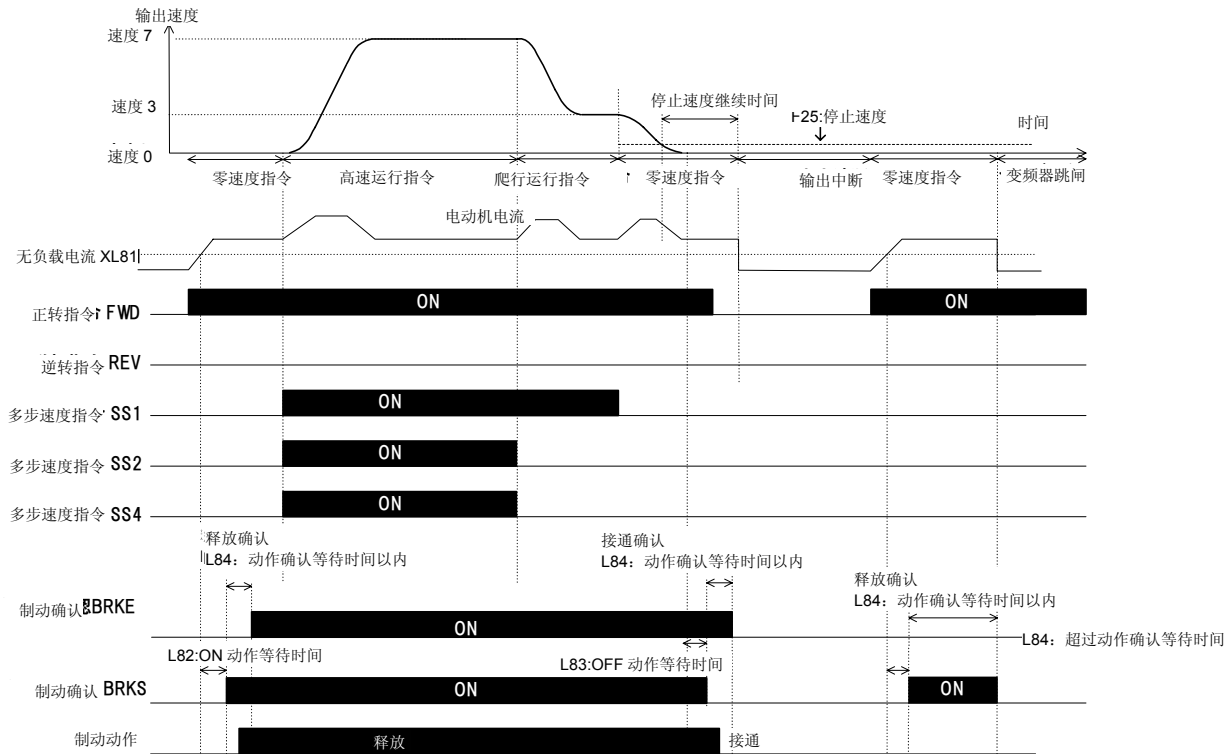 输出速度
速度 7
速度 3
停止速度继续时间
F25:停止速度
时间
速度 0
零速度指令
高速运行指令
爬行运行指令
零速度指令
输出中断
零速度指令
变频器跳闸
电动机电流
无负载电流 XL81
正转指令 FWD
ON
ON
逆转指令 REV
多步速度指令 SS1
ON
多步速度指令 SS2
ON
多步速度指令 SS4
ON
释放确认
L84：动作确认等待时间以内
接通确认
L84：动作确认等待时间以内
释放确认
L84：动作确认等待时间以内
制动确认 BRKE
ON
L84：超过动作确认等待时间
L82:ON 动作等待时间
L83:OFF 动作等待时间
制动确认 BRKS
ON
ON
制动动作
释放
接通